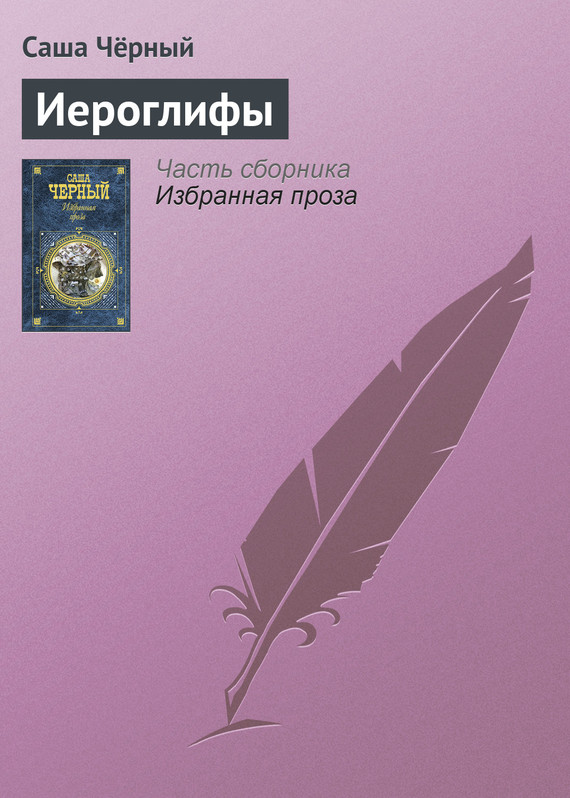 Саша Чёрный
Иероглифы
Часть сборника
Избранная проза
САША
ЧЕРНЫЙ
Избранная
проза